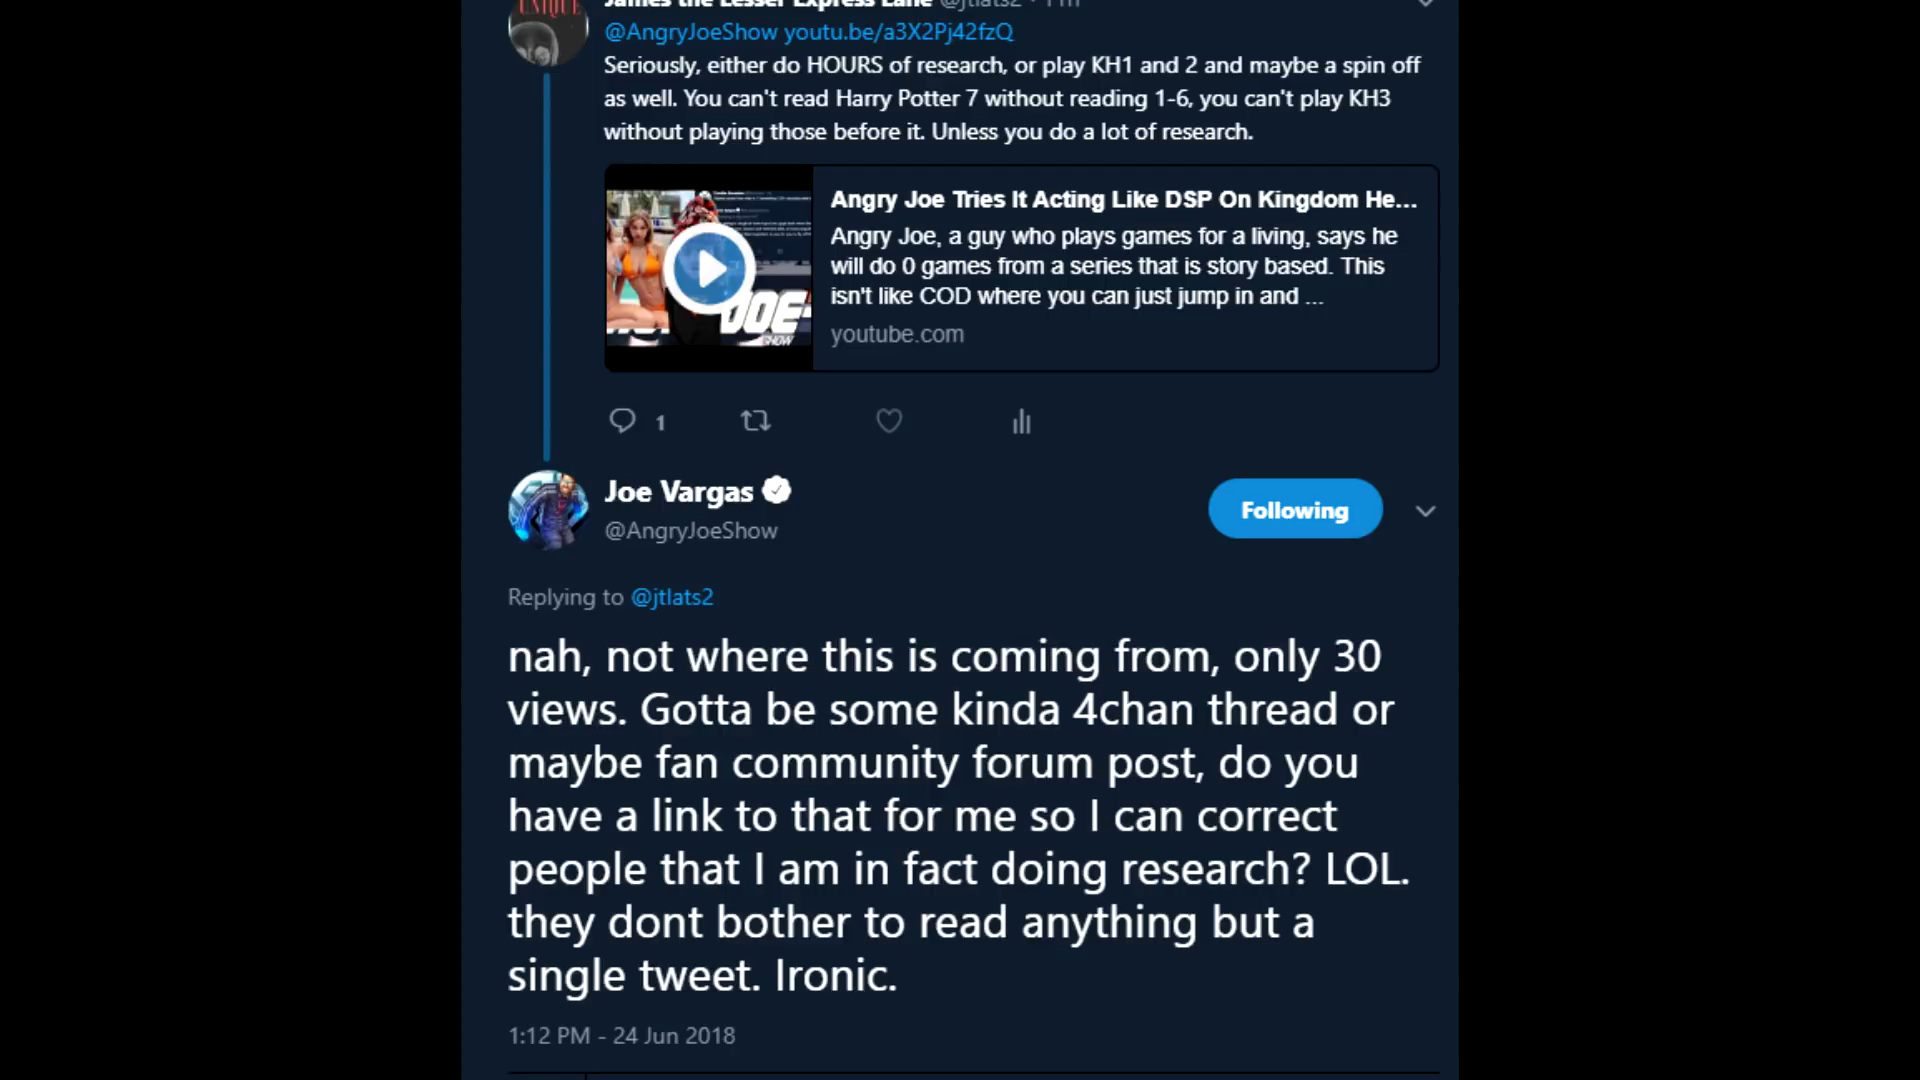 James the Lesser Express Lane @jtlats2 · 1m
@AngryJoeShow youtu.be/a3X2Pj42fzQ
Seriously, either do HOURS of research, or play KH1 and 2 and maybe a spin off
as well. You can't read Harry Potter 7 without reading 1-6, you can't play KH3
without playing those before it. Unless you do a lot of research.
Angry Joe Tries It Acting Like DSP On Kingdom He...
Angry Joe, a guy who plays games for a living, says he
will do 0 games from a series that is story based. This
isn't like COD where you can just jump in and ...
youtube.com
JOE
SHOW
1
Joe Vargas
@AngryJoeShow
Following
Replying to @jtlats2
nah, not where this is coming from, only 30
views. Gotta be some kinda 4chan thread or
maybe fan community forum post, do you
have a link to that for me so I can correct
people that I am in fact doing research? LOL.
they dont bother to read anything but a
single tweet. Ironic.
1:12 PM - 24 Jun 2018